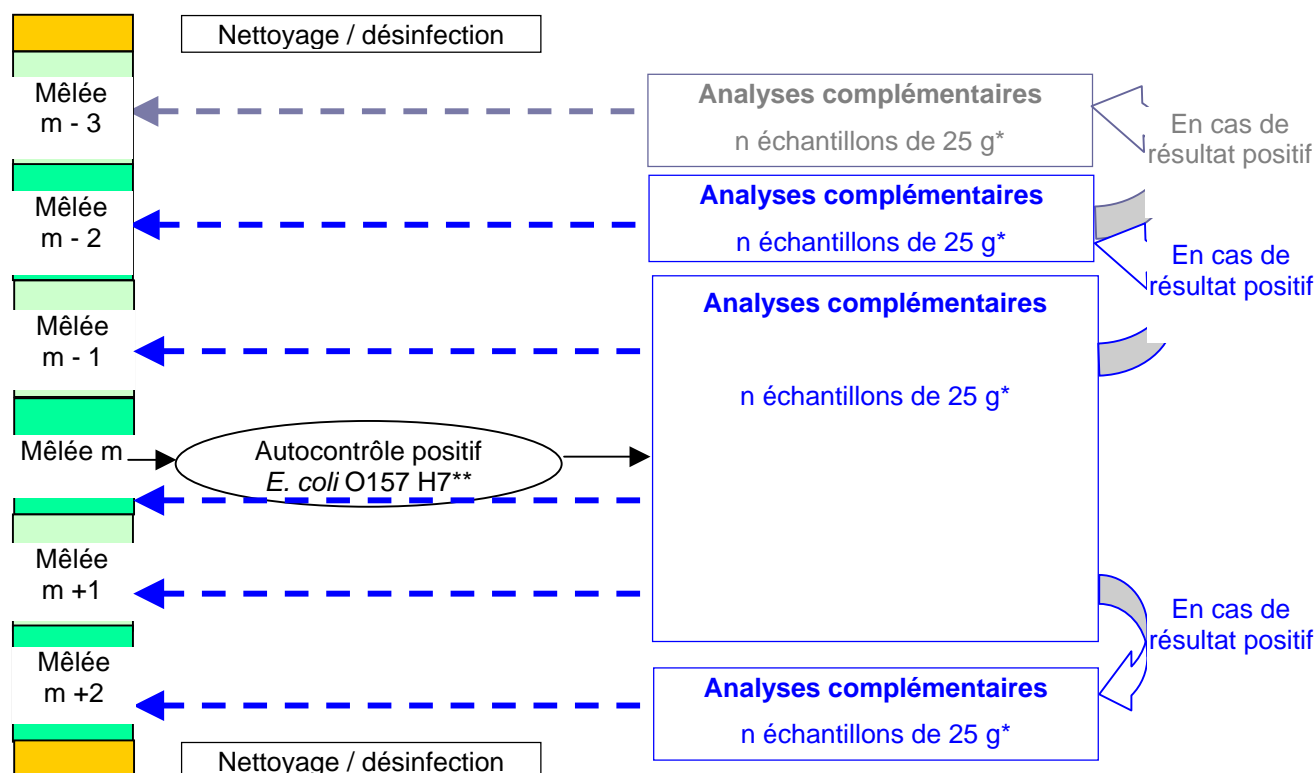 Nettoyage / désinfection
Mêlée
m - 3
Analyses complémentaires
n échantillons de 25 g*
En cas de
résultat positif
Mêlée
m - 2
Analyses complémentaires
n échantillons de 25 g*
En cas de
résultat positif
Mêlée
m - 1
Analyses complémentaires
n échantillons de 25 g*
Mêlée m
Autocontrôle positif
E. coli O157 H7**
Mêlée
m +1
En cas de
résultat positif
Mêlée
m +2
Analyses complémentaires
n échantillons de 25 g*
Nettoyage / désinfection